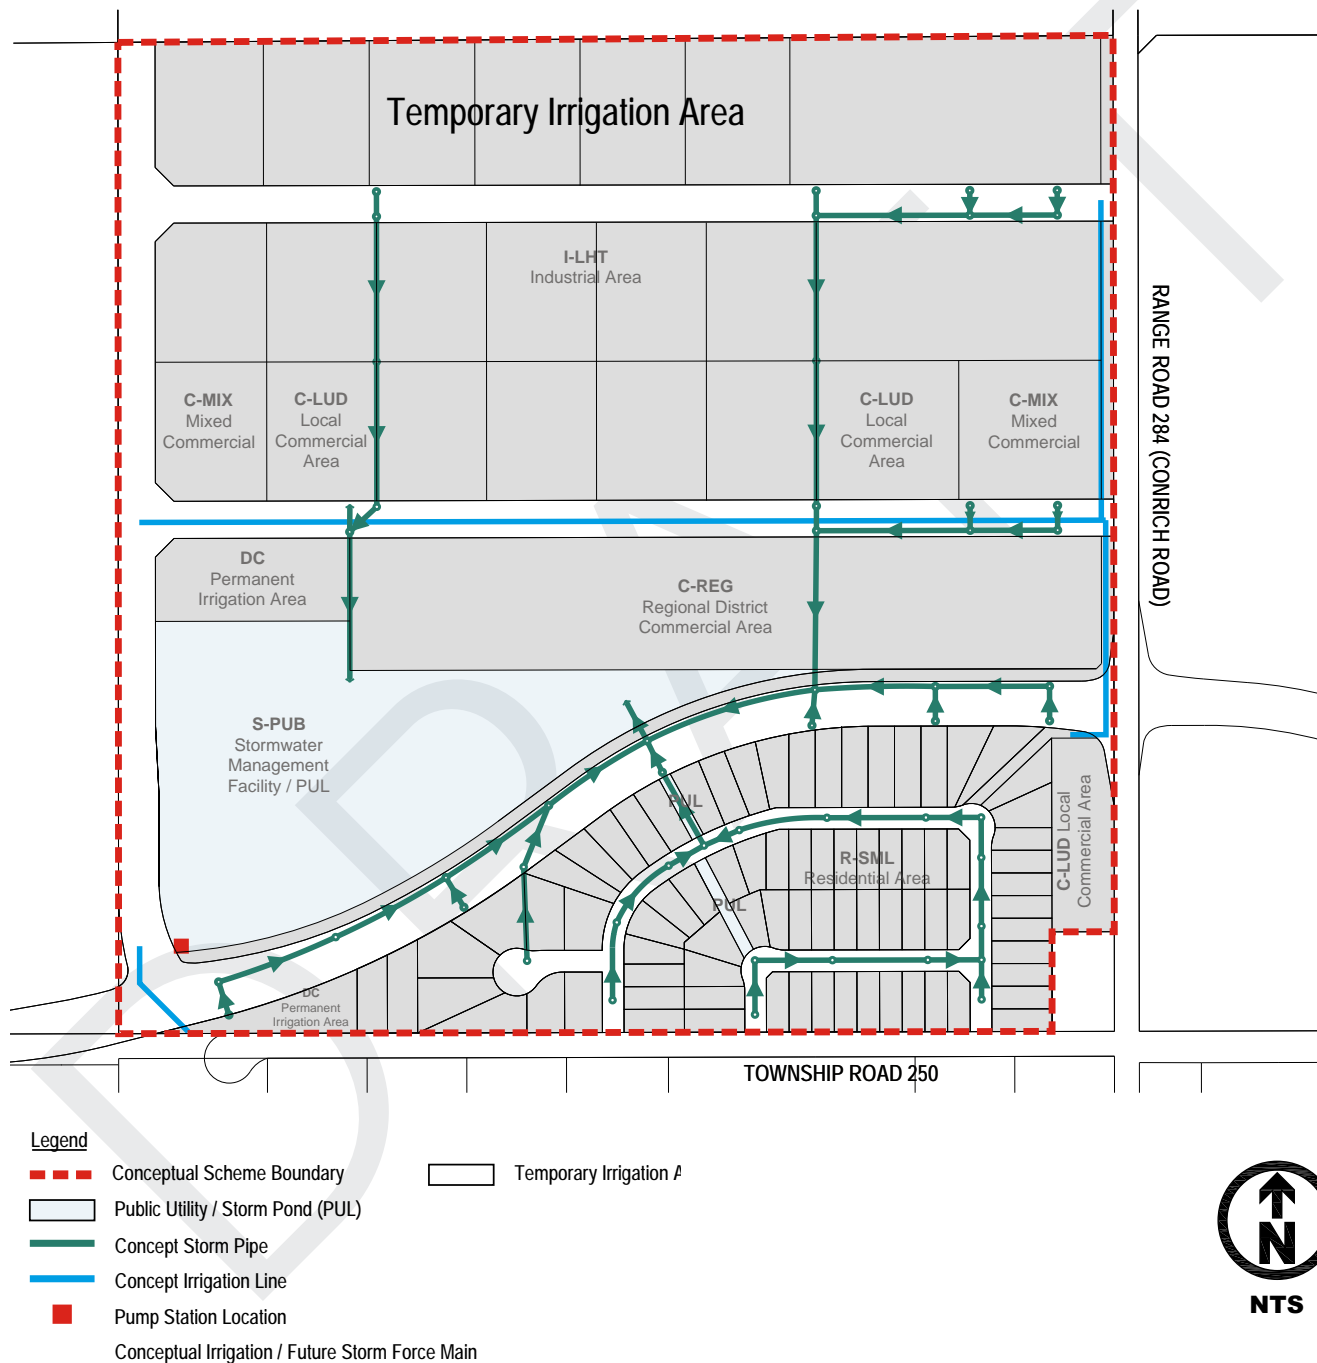 Temporary Irrigation Area
I-LHT
Industrial Area
C-MIX
Mixed
Commercial
C-LUD
Local
Commercial
Area
C-LUD
Local
Commercial
Area
C-MIX
Mixed
Commercial
RANGE ROAD 284 (CONRICH ROAD)
DC
Permanent
Irrigation Area
C-REG
Regional District
Commercial Area
S-PUB
Stormwater
Management
Facility / PUL
PUL
R-SML
Residential Area
PUL
C-LUD Local
Commercial Area
DC
Permanent
Irrigation Area
TOWNSHIP ROAD 250
DRAFT
Legend
Conceptual Scheme Boundary
Temporary Irrigation
Public Utility / Storm Pond (PUL)
Concept Storm Pipe
Concept Irrigation Line
Pump Station Location
Conceptual Irrigation / Future Storm Force Main
N
NTS